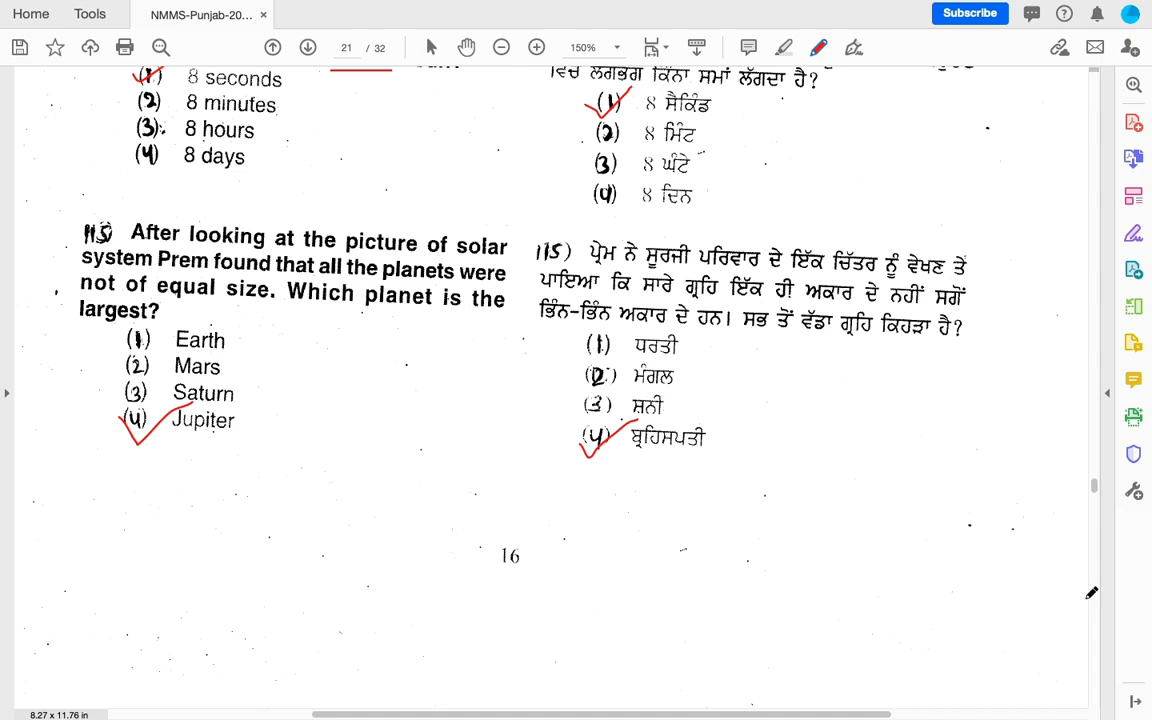 Home
Tools
NMMS-Punjab-20... ×
Subscribe
21 / 32
150%
(1) 8 seconds
(2) 8 minutes
(3) 8 hours
(4) 8 days
ਵਿਚ ਲਗਭਗ ਕਿੰਨਾ ਸਮਾਂ ਲੱਗਦਾ ਹੈ?
(1) 8 ਸੈਕਿੰਡ
(2) 8 ਮਿੰਟ
(3) 8 ਘੰਟੇ
(4) 8 ਦਿਨ
115) After looking at the picture of solar
system Prem found that all the planets were
not of equal size. Which planet is the
largest?
(1) Earth
(2) Mars
(3) Saturn
(4) Jupiter
115) ਪ੍ਰੇਮ ਨੇ ਸੂਰਜੀ ਪਰਿਵਾਰ ਦੇ ਇੱਕ ਚਿੱਤਰ ਨੂੰ ਵੇਖਣ ਤੇ
ਪਾਇਆ ਕਿ ਸਾਰੇ ਗ੍ਰਹਿ ਇੱਕ ਹੀ ਅਕਾਰ ਦੇ ਨਹੀਂ ਸਗੋਂ
ਭਿੰਨ-ਭਿੰਨ ਅਕਾਰ ਦੇ ਹਨ। ਸਭ ਤੋਂ ਵੱਡਾ ਗ੍ਰਹਿ ਕਿਹੜਾ ਹੈ?
(1) ਧਰਤੀ
(2) ਮੰਗਲ
(3) ਸ਼ਨੀ
(4) ਬ੍ਰਹਿਸਪਤੀ
16
8.27 x 11.76 in